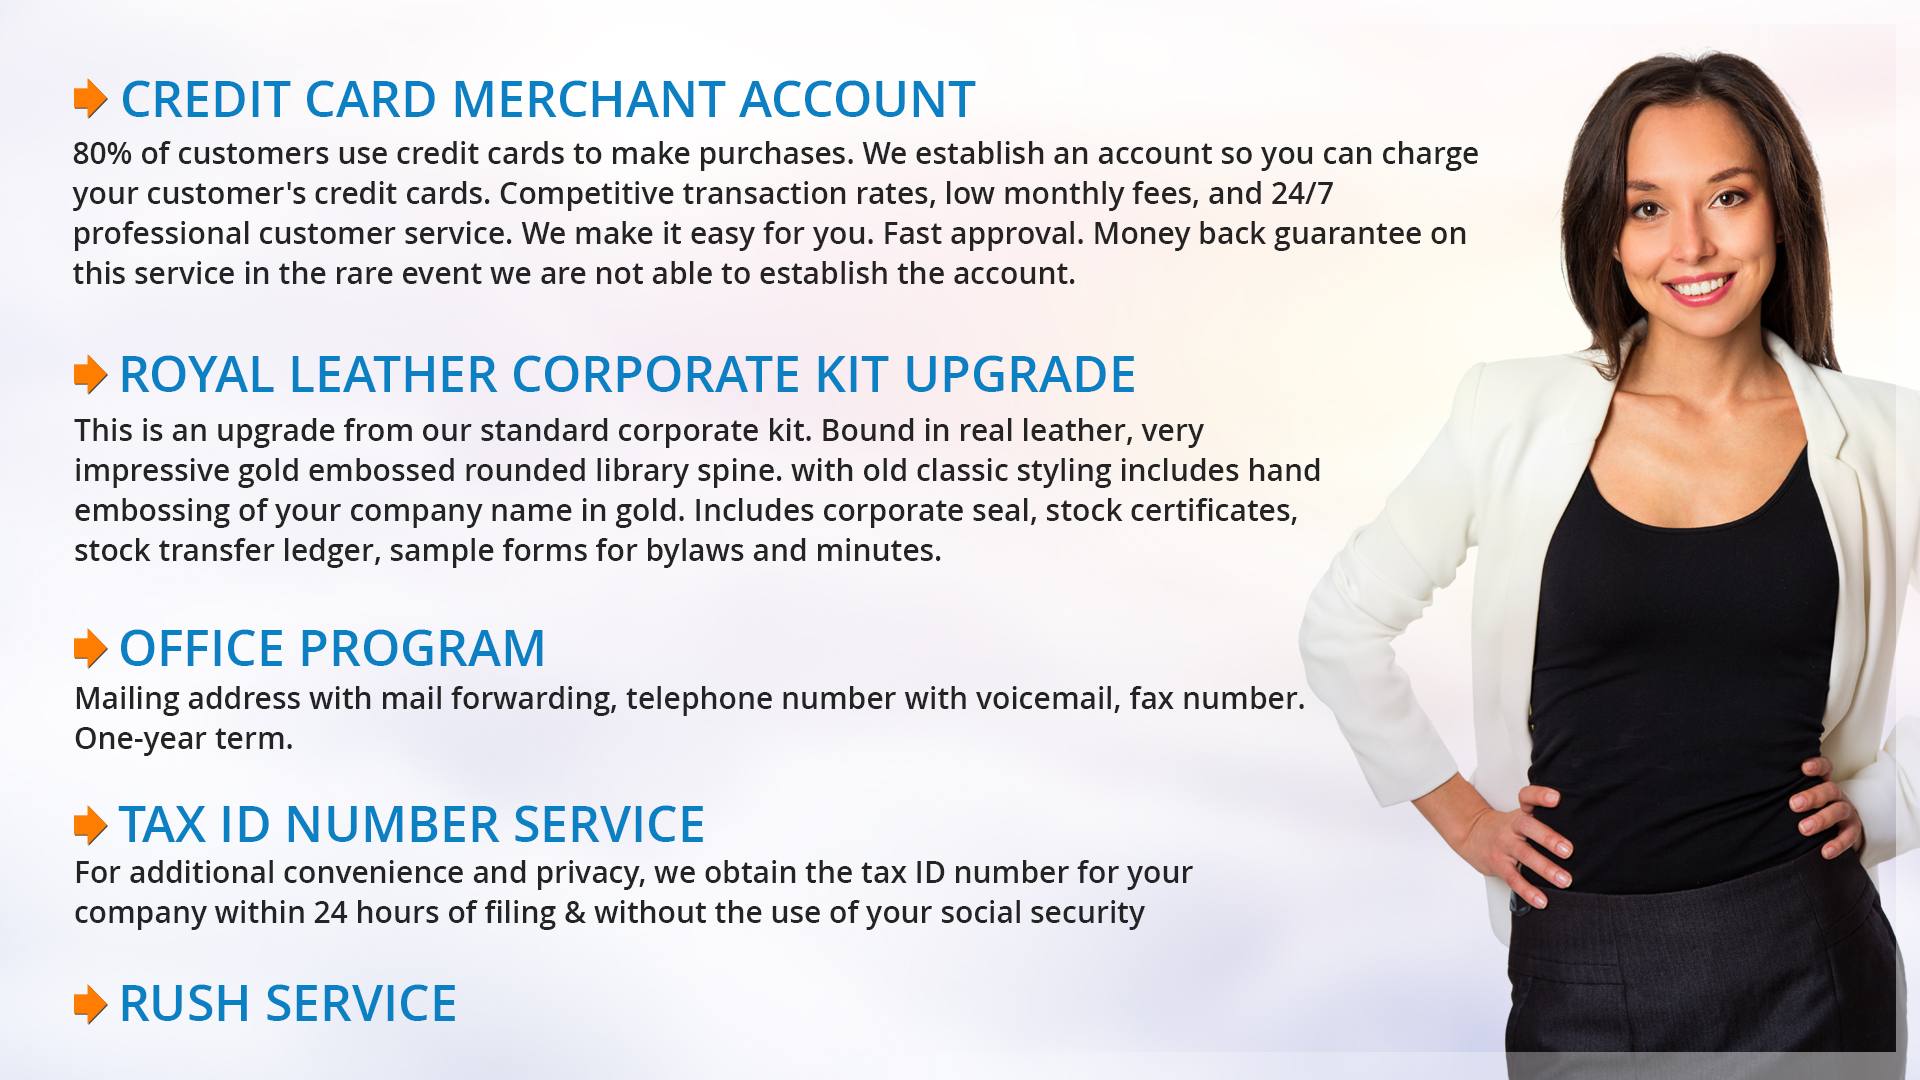 CREDIT CARD MERCHANT ACCOUNT
80% of customers use credit cards to make purchases. We establish an account so you can charge
your customer's credit cards. Competitive transaction rates, low monthly fees, and 24/7
professional customer service. We make it easy for you. Fast approval. Money back guarantee on
this service in the rare event we are not able to establish the account.
ROYAL LEATHER CORPORATE KIT UPGRADE
This is an upgrade from our standard corporate kit. Bound in real leather, very
impressive gold embossed rounded library spine. with old classic styling includes hand
embossing of your company name in gold. Includes corporate seal, stock certificates,
stock transfer ledger, sample forms for bylaws and minutes.
OFFICE PROGRAM
Mailing address with mail forwarding, telephone number with voicemail, fax number.
One-year term.
TAX ID NUMBER SERVICE
For additional convenience and privacy, we obtain the tax ID number for your
company within 24 hours of filing & without the use of your social security
RUSH SERVICE